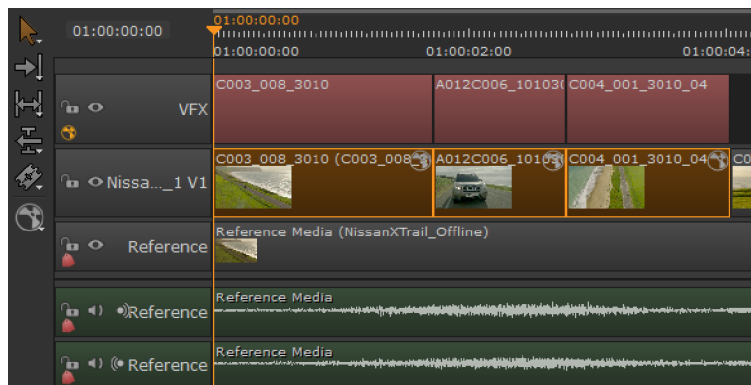 01:00:00:00
01:00:00:00
01:00:00:00 01:00:02:00 01:00:04:
VFX
C003_008_3010 A012C006_10103 C004_001_3010_04
Nissa..._1 V1
C003_008_3010 (C003_008_3 A012C006_10103 C004_001_3010_04 C0
Reference
Reference Media (NissanXTrail_Offline)
Reference
Reference Media
Reference
Reference Media